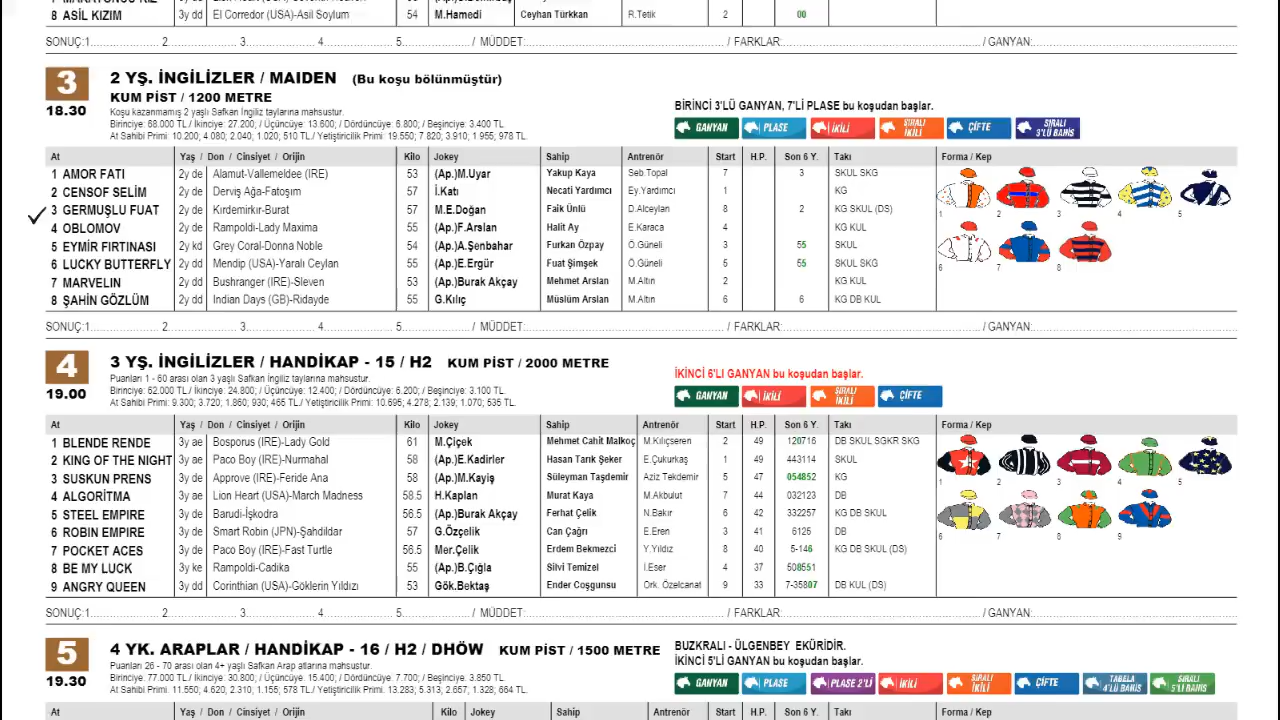 8 ASİL KIZIM 3y dd El Corredor (USA)-Asil Soylum 54 M.Hamedi Ceyhan Türkkan R.Tetik 2 00
SONUÇ:1 2 3 4 5 / MÜDDET: / FARKLAR: / GANYAN:
3 2 YŞ. İNGİLİZLER / MAIDEN (Bu koşu bölünmüştür)
18.30 KUM PİST / 1200 METRE
Koşu kazanmamış 2 yaşlı Safkan İngiliz taylarına mahsustur.
BİRİNCİ 3'LÜ GANYAN, 7'Lİ PLASE bu koşudan başlar.
Birinciye: 68.000 TL / İkinciye: 27.200; / Üçüncüye: 13.600; / Dördüncüye: 6.800; / Beşinciye: 3.400 TL.
At Sahibi Primi: 10.200, 4.080; 2.040; 1.020; 510 TL / Yetiştiricilik Primi: 19.550; 7.820, 3.910, 1.955, 978 TL.
GANYAN PLASE İKİLİ SIRALI İKİLİ ÇİFTE SIRALI 3'LÜ BAHİS
At Yaş / Don / Cinsiyet / Orijin Kilo Jokey Sahip Antrenör Start H.P. Son 6 Y. Takı Forma / Kep
1 AMOR FATI 2y de Alamut-Vallemeldee (IRE) 53 (Ap.)M.Uyar Yakup Kaya Seb.Topal 7 3 SKUL SKG
2 CENSOF SELİM 2y de Derviş Ağa-Fatoşım 57 İ.Katı Necati Yardımcı Ey.Yardımcı 1 KG
3 GERMUŞLU FUAT 2y de Kırdemirkır-Burat 57 M.E.Doğan Faik Ünlü D.Alceylan 8 2 KG SKUL (DS)
4 OBLOMOV 2y de Rampoldi-Lady Maxima 55 (Ap.)F.Arslan Halit Ay E.Karaca 4 KG KUL
5 EYMİR FIRTINASI 2y kd Grey Coral-Donna Noble 54 (Ap.)A.Şenbahar Furkan Özpay Ö.Güneli 3 55 SKUL
6 LUCKY BUTTERFLY 2y dd Mendip (USA)-Yaralı Ceylan 55 (Ap.)E.Ergür Fuat Şimşek Ö.Güneli 5 55 SKUL SKG
7 MARVELIN 2y dd Bushranger (IRE)-Sleven 53 (Ap.)Burak Akçay Mehmet Arslan M.Altın 2 KG KUL
8 ŞAHİN GÖZLÜM 2y dd Indian Days (GB)-Ridayde 55 G.Kılıç Müslüm Arslan M.Altın 6 6 KG DB KUL
1 2 3 4 5
6 7 8
SONUÇ:1 2 3 4 5 / MÜDDET: / FARKLAR: / GANYAN:
4 3 YŞ. İNGİLİZLER / HANDİKAP - 15 / H2 KUM PİST / 2000 METRE
19.00 Puanları 1 - 60 arası olan 3 yaşlı Safkan İngiliz taylarına mahsustur.
İKİNCİ 6'LI GANYAN bu koşudan başlar.
Birinciye: 62.000 TL / İkinciye: 24.800; / Üçüncüye: 12.400; / Dördüncüye: 6.200; / Beşinciye: 3.100 TL.
At Sahibi Primi: 9.300; 3.720; 1.860; 930; 465 TL / Yetiştiricilik Primi: 10.695; 4.278; 2.139; 1.070; 535 TL.
GANYAN İKİLİ SIRALI İKİLİ ÇİFTE
At Yaş / Don / Cinsiyet / Orijin Kilo Jokey Sahip Antrenör Start H.P. Son 6 Y. Takı Forma / Kep
1 BLENDE RENDE 3y ae Bosporus (IRE)-Lady Gold 61 M.Çiçek Mehmet Cahit Malkoç M.Kılıçseren 2 49 120716 DB SKUL SGKR SKG
2 KING OF THE NIGHT 3y ae Paco Boy (IRE)-Nurmahal 58 (Ap.)E.Kadirler Hasan Tarık Şeker E.Çukurkaş 1 49 443114 SKUL
3 SUSKUN PRENS 3y de Approve (IRE)-Feride Ana 58 (Ap.)M.Kayiş Süleyman Taşdemir Aziz Tekdemir 5 47 054852 KG
4 ALGORİTMA 3y ae Lion Heart (USA)-March Madness 58.5 H.Kaplan Murat Kaya M.Akbulut 7 44 032123 DB
5 STEEL EMPIRE 3y de Barudi-İşkodra 56.5 (Ap.)Burak Akçay Ferhat Çelik N.Bakır 6 42 332257 KG DB SKUL
6 ROBIN EMPIRE 3y de Smart Robin (JPN)-Şahdildar 57 G.Özçelik Can Çağrı E.Eren 3 41 6125 DB
7 POCKET ACES 3y de Paco Boy (IRE)-Fast Turtle 56.5 Mer.Çelik Erdem Bekmezci Y.Yıldız 8 40 5-146 KG DB SKUL (DS)
8 BE MY LUCK 3y ke Rampoldi-Cadika 55 (Ap.)B.Çığla Silvi Temizel İ.Eser 4 37 508551
9 ANGRY QUEEN 3y dd Corinthian (USA)-Göklerin Yıldızı 53 Gök.Bektaş Ender Coşgunsu Ork. Özelcanat 9 33 7-35807 DB KUL (DS)
1 2 3 4 5
6 7 8 9
SONUÇ:1 2 3 4 5 / MÜDDET: / FARKLAR: / GANYAN:
5 4 YK. ARAPLAR / HANDİKAP - 16 / H2 / DHÖW KUM PİST / 1500 METRE
BUZKRALI - ÜLGENBEY EKÜRİDİR.
19.30 Puanları 26 - 70 arası olan 4+ yaşlı Safkan Arap atlarına mahsustur.
İKİNCİ 5'Lİ GANYAN bu koşudan başlar.
Birinciye: 77.000 TL / İkinciye: 30.800; / Üçüncüye: 15.400; / Dördüncüye: 7.700; / Beşinciye: 3.850 TL.
At Sahibi Primi: 11.550, 4.620, 2.310, 1.155, 578 TL / Yetiştiricilik Primi: 13.283, 5.313, 2.657, 1.328, 664 TL.
GANYAN PLASE PLASE 2'Lİ İKİLİ SIRALI İKİLİ ÇİFTE TABELA 4'LÜ BAHİS SIRALI 5'Lİ BAHİS
At Yaş / Don / Cinsiyet / Orijin Kilo Jokey Sahip Antrenör Start H.P. Son 6 Y. Takı Forma / Kep